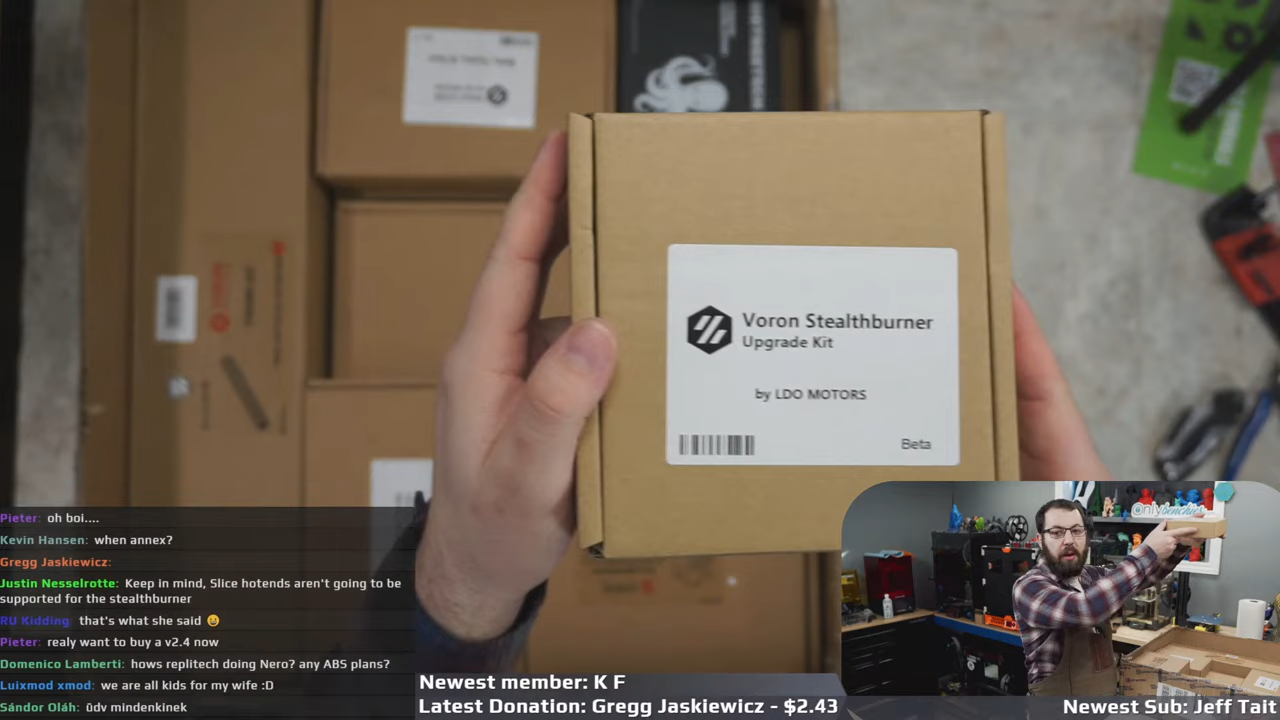 Voron Stealthburner
Upgrade Kit
by LDO MOTORS
Beta
Pieter: oh boi....
Kevin Hansen: when annex?
Gregg Jaskiewicz:
Justin Nesselrotte: Keep in mind, Slice hotends aren't going to be
supported for the stealthburner
RU Kidding: that's what she said 😛
Pieter: realy want to buy a v2.4 now
Domenico Lamberti: hows replitech doing Nero? any ABS plans?
Luixmod xmod: we are all kids for my wife :D
Sándor Oláh: üdv mindenkinek
Newest member: K F
Latest Donation: Gregg Jaskiewicz - $2.43
Newest Sub: Jeff Tait
@nlybenchies